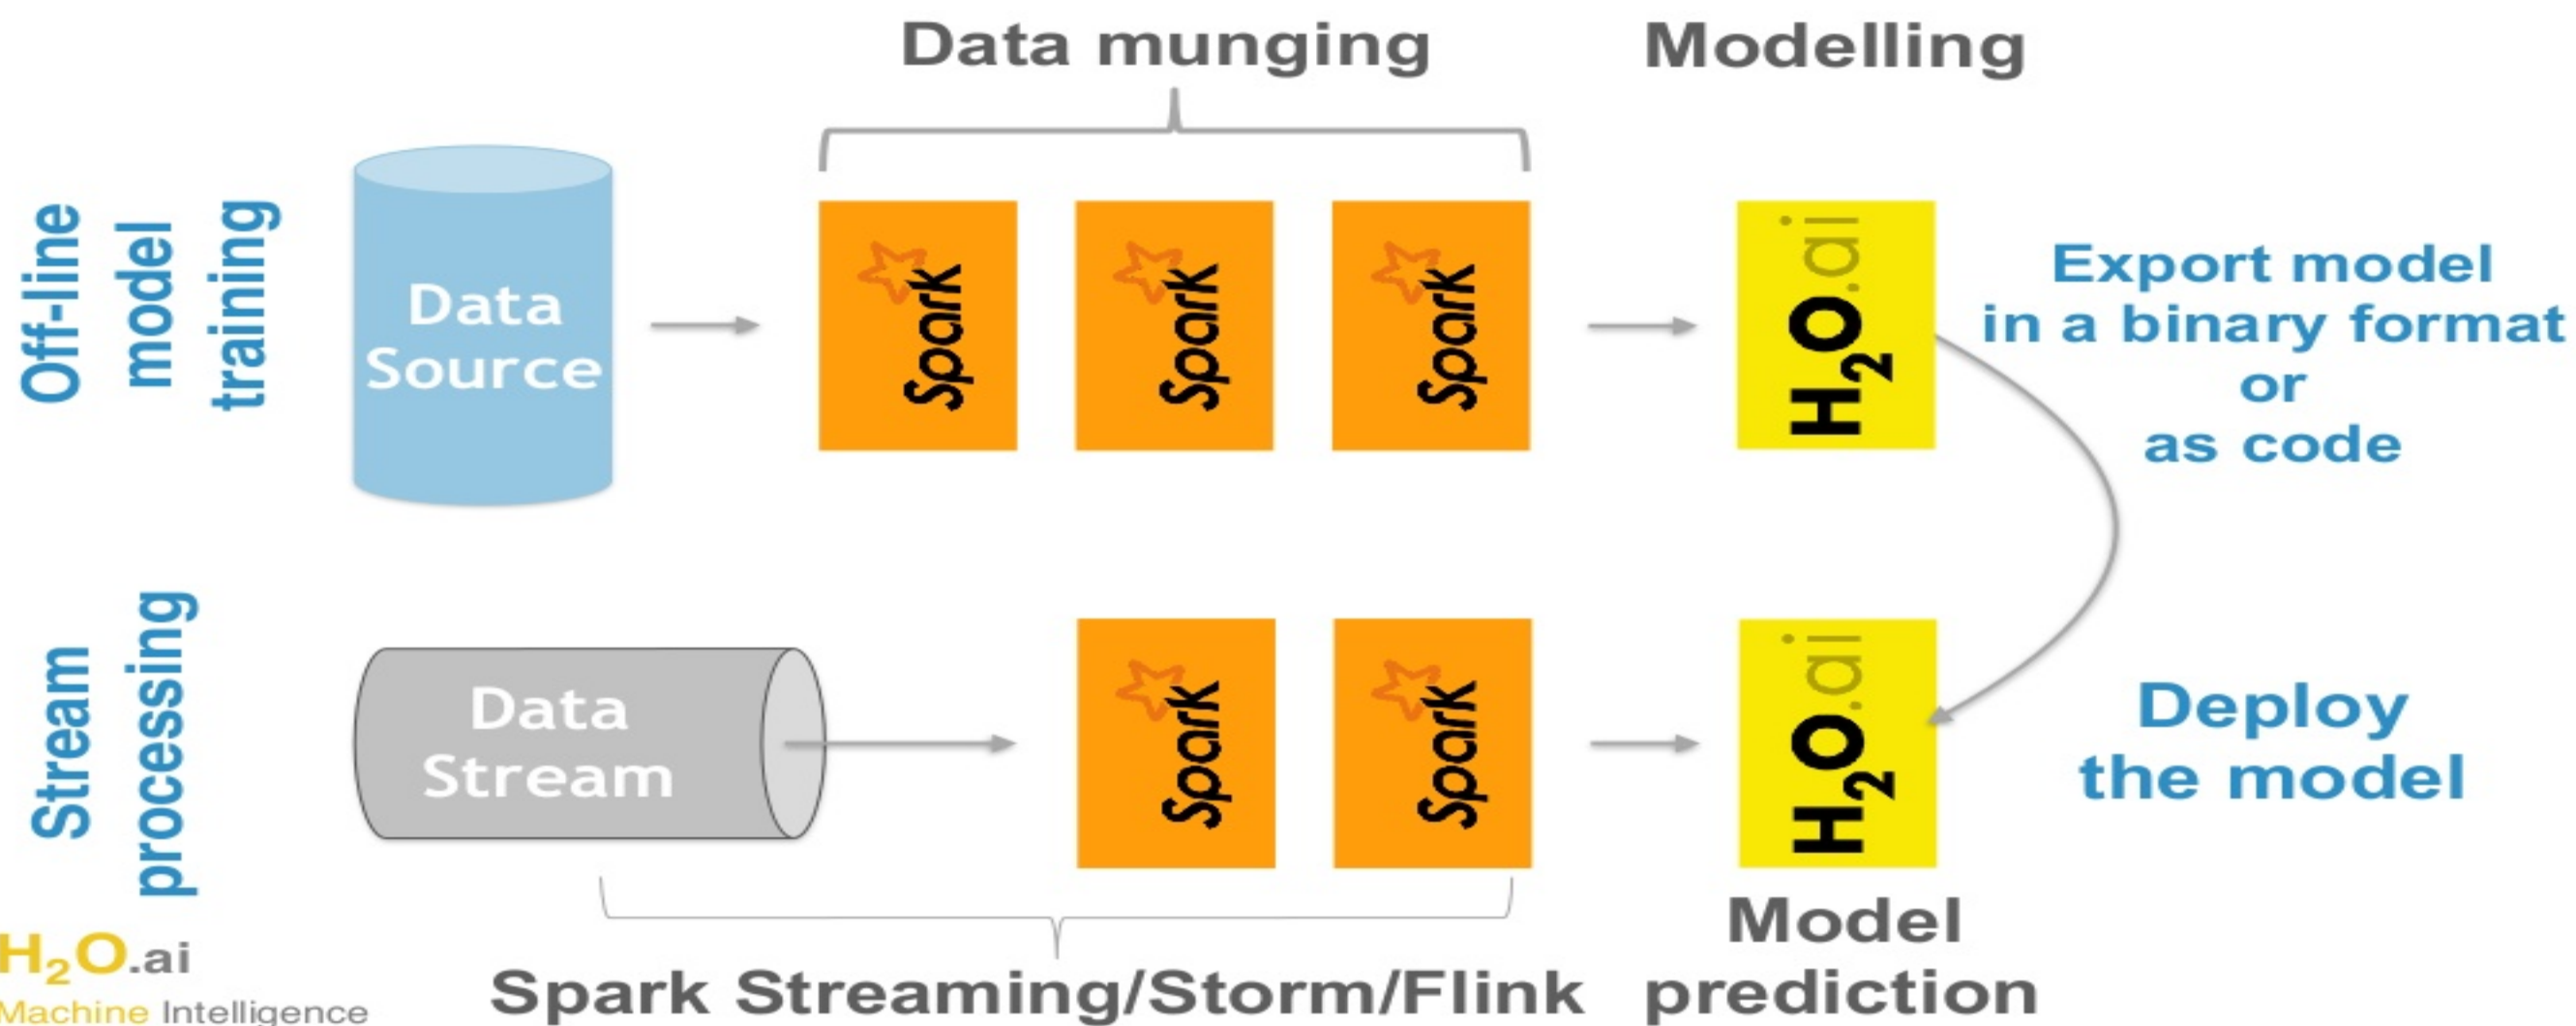 Data munging
Modelling
Off-line
model
training
Data
Source
Spark
Spark
Spark
H2O.ai
Export model
in a binary format
or
as code
Stream
processing
Data
Stream
Spark
Spark
H2O.ai
Deploy
the model
Model
prediction
Spark Streaming/Storm/Flink
H2O.ai
Machine Intelligence